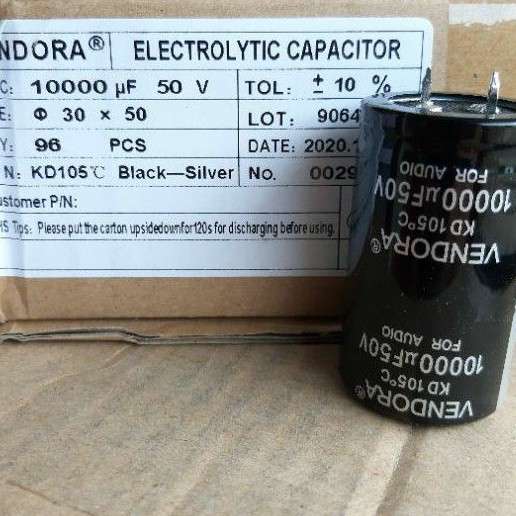 NDORA® ELECTROLYTIC CAPACITOR
C: 10000 µF 50 V TOL: ± 10 %
E: Φ 30 × 50 LOT: 9064
Y: 96 PCS DATE: 2020.1
N: KD105℃ Black—Silver No. 0029
ustomer P/N:
HS Tips: Please put the carton upsidedownfor120s for discharging before using.
VENDORA®
KD 105°C
10000µF50V
FOR AUDIO
VENDORA®
KD 105°C
10000µF50V
FOR AUDIO